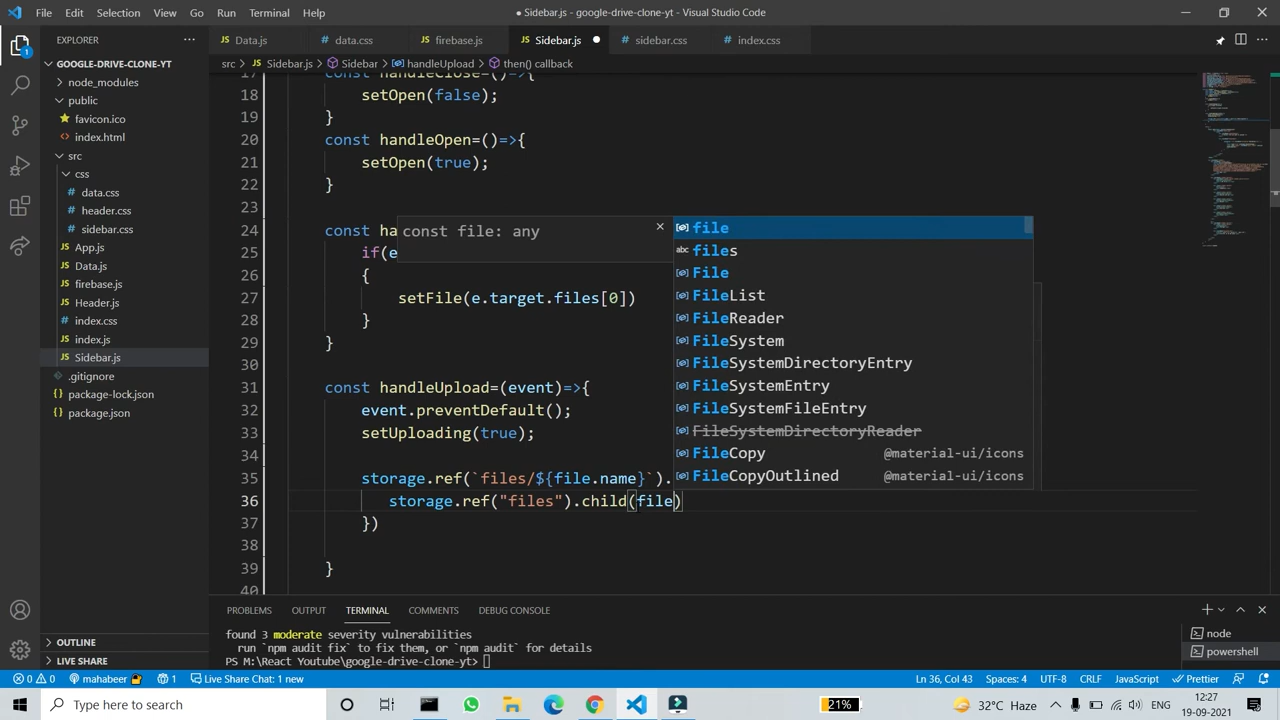 File Edit Selection View Go Run Terminal Help
● Sidebar.js - google-drive-clone-yt - Visual Studio Code
EXPLORER ...
GOOGLE-DRIVE-CLONE-YT
node_modules
public
favicon.ico
index.html
src
css
data.css
header.css
sidebar.css
App.js
Data.js
firebase.js
Header.js
index.css
index.js
Sidebar.js
.gitignore
package-lock.json
package.json
OUTLINE
LIVE SHARE
JS Data.js data.css JS firebase.js JS Sidebar.js ● sidebar.css index.css
src > JS Sidebar.js > Sidebar > handleUpload > then() callback
17 const handleClose=()=>{
18 setOpen(false);
19 }
20 const handleOpen=()=>{
21 setOpen(true);
22 }
23
24 const ha
25 if(e
26 {
27 setFile(e.target.files[0])
28 }
29 }
30
31 const handleUpload=(event)=>{
32 event.preventDefault();
33 setUploading(true);
34
35 storage.ref(`files/${file.name}`).
36 storage.ref("files").child(file)
37 })
38
39 }
40
const file: any
file
files
File
FileList
FileReader
FileSystem
FileSystemDirectoryEntry
FileSystemEntry
FileSystemFileEntry
FileSystemDirectoryReader
FileCopy @material-ui/icons
FileCopyOutlined @material-ui/icons
PROBLEMS OUTPUT TERMINAL COMMENTS DEBUG CONSOLE
found 3 moderate severity vulnerabilities
run `npm audit fix` to fix them, or `npm audit` for details
PS M:\React Youtube\google-drive-clone-yt>
node
powershell
0 0 mahabeer 1 Live Share Chat: 1 new Ln 36, Col 43 Spaces: 4 UTF-8 CRLF JavaScript Prettier
Type here to search 21% 32°C Haze ENG 12:27
19-09-2021